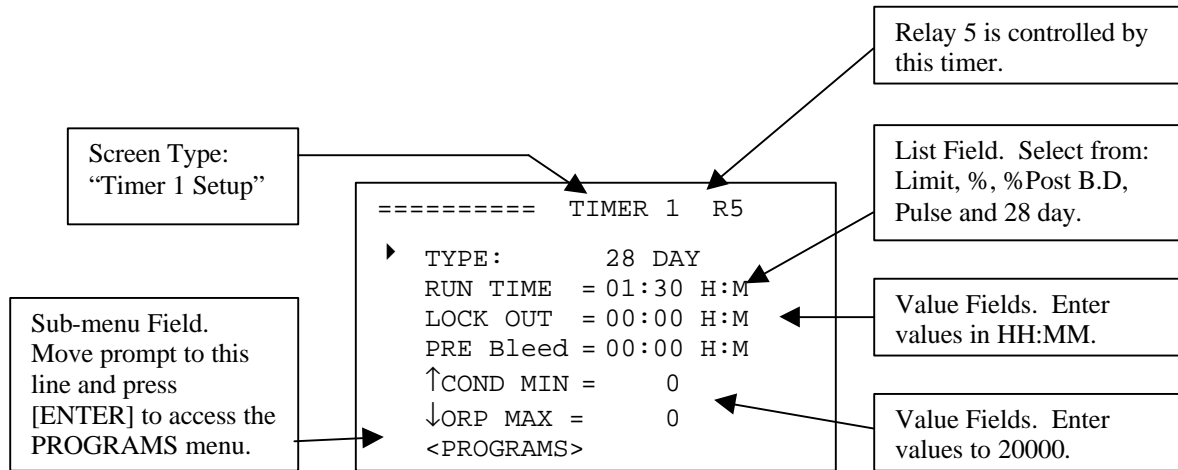 Relay 5 is controlled by
this timer.
Screen Type:
“Timer 1 Setup”
List Field. Select from:
Limit, %, %Post B.D,
Pulse and 28 day.
========== TIMER 1 R5
TYPE: 28 DAY
RUN TIME = 01:30 H:M
LOCK OUT = 00:00 H:M
PRE Bleed = 00:00 H:M
↑COND MIN = 0
↓ORP MAX = 0
<PROGRAMS>
Value Fields. Enter
values in HH:MM.
Sub-menu Field.
Move prompt to this
line and press
[ENTER] to access the
PROGRAMS menu.
Value Fields. Enter
values to 20000.